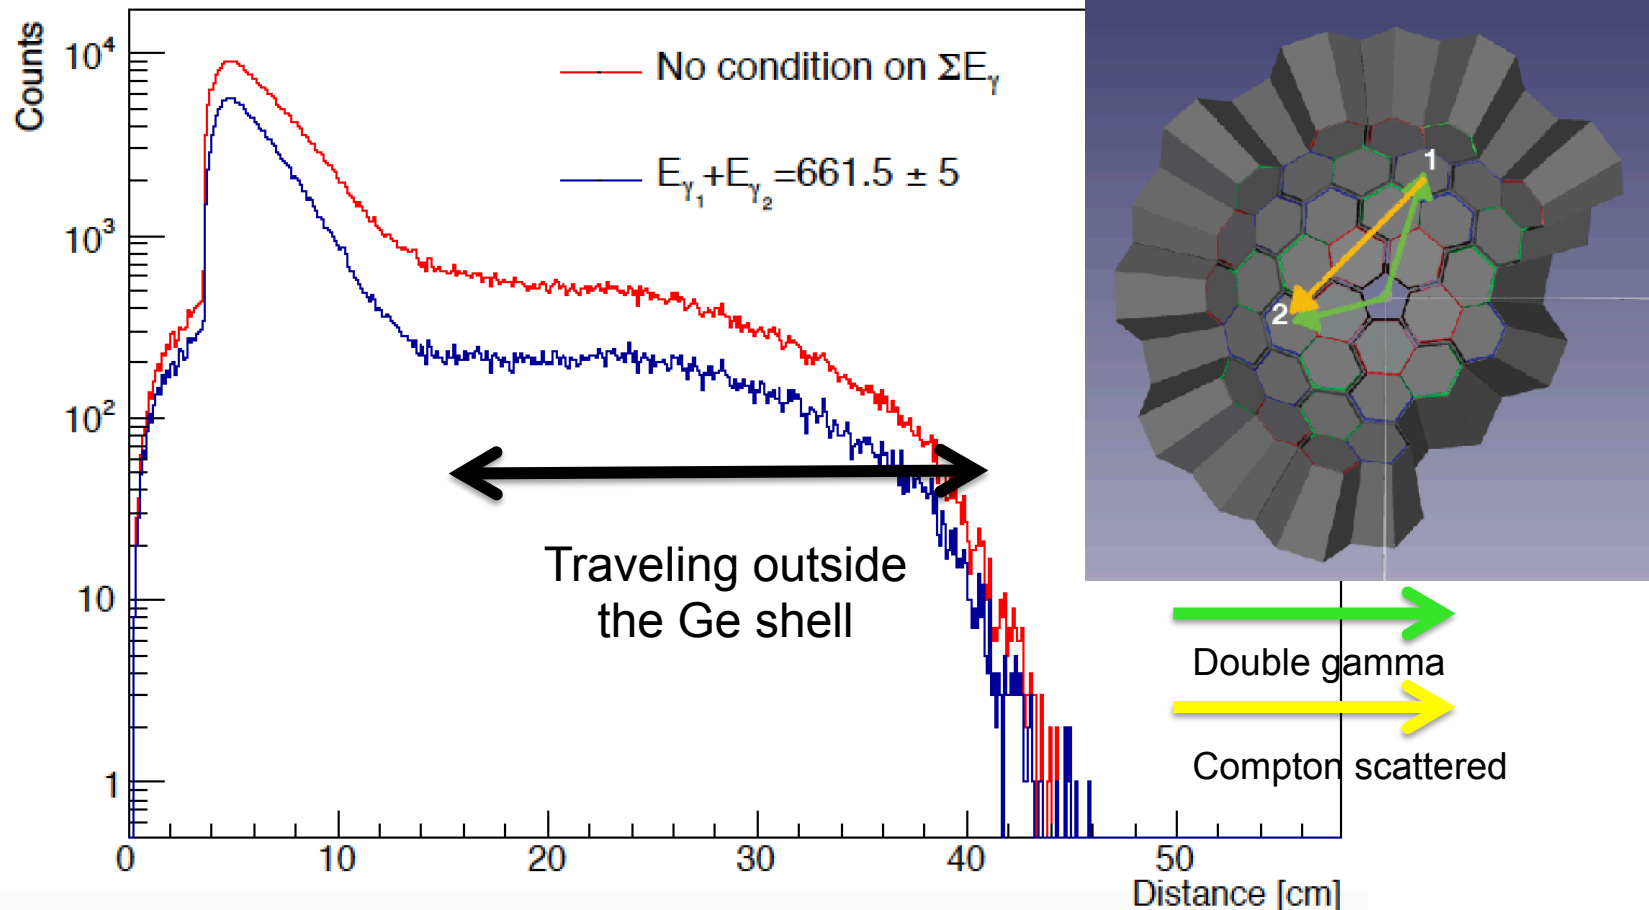 Counts
10⁴
10³
10²
10
1
No condition on ΣEγ
Eγ₁+Eγ₂=661.5 ± 5
1
2
Traveling outside
the Ge shell
Double gamma
Compton scattered
0 10 20 30 40 50
Distance [cm]